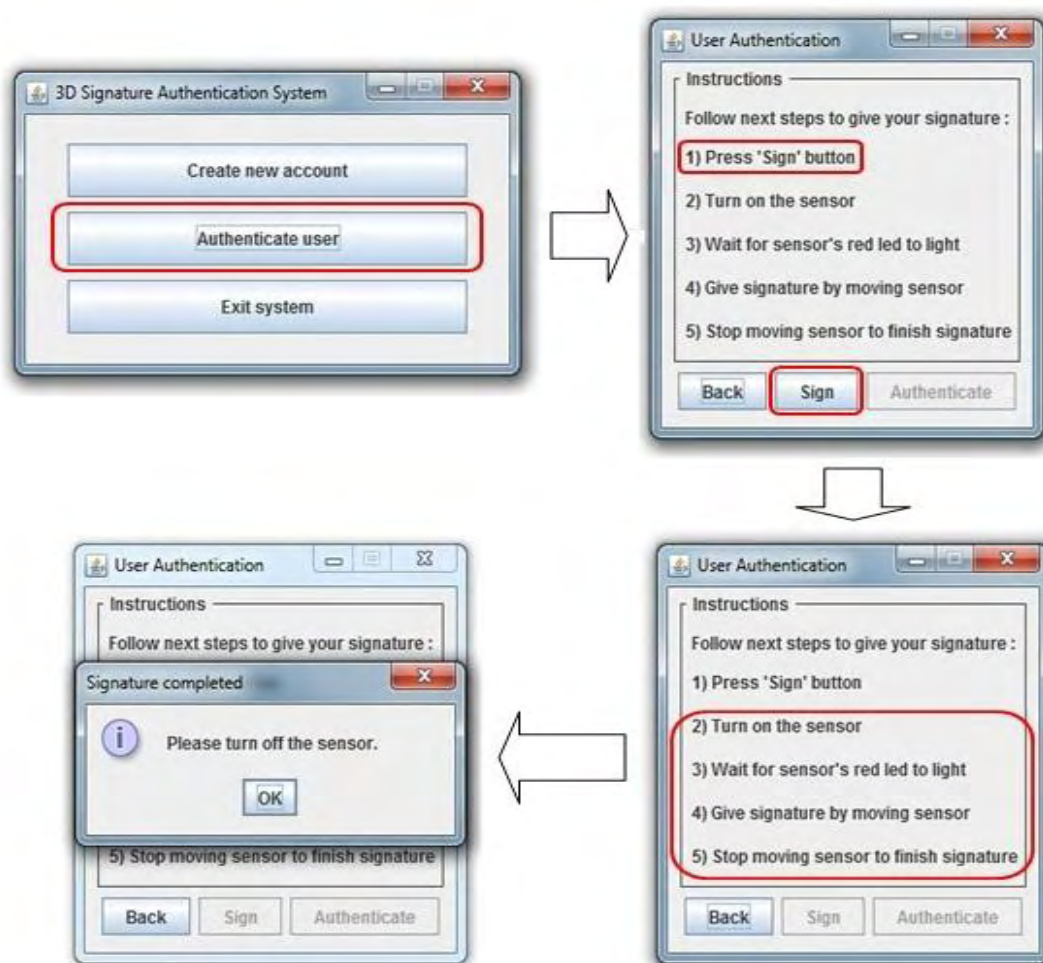 3D Signature Authentication System
Create new account
Authenticate user
Exit system
User Authentication
Instructions
Follow next steps to give your signature :
1) Press 'Sign' button
2) Turn on the sensor
3) Wait for sensor's red led to light
4) Give signature by moving sensor
5) Stop moving sensor to finish signature
Back Sign Authenticate
User Authentication
Instructions
Follow next steps to give your signature :
1) Press 'Sign' button
2) Turn on the sensor
3) Wait for sensor's red led to light
4) Give signature by moving sensor
5) Stop moving sensor to finish signature
Back Sign Authenticate
User Authentication
Instructions
Follow next steps to give your signature :
Signature completed
Please turn off the sensor.
OK
5) Stop moving sensor to finish signature
Back Sign Authenticate